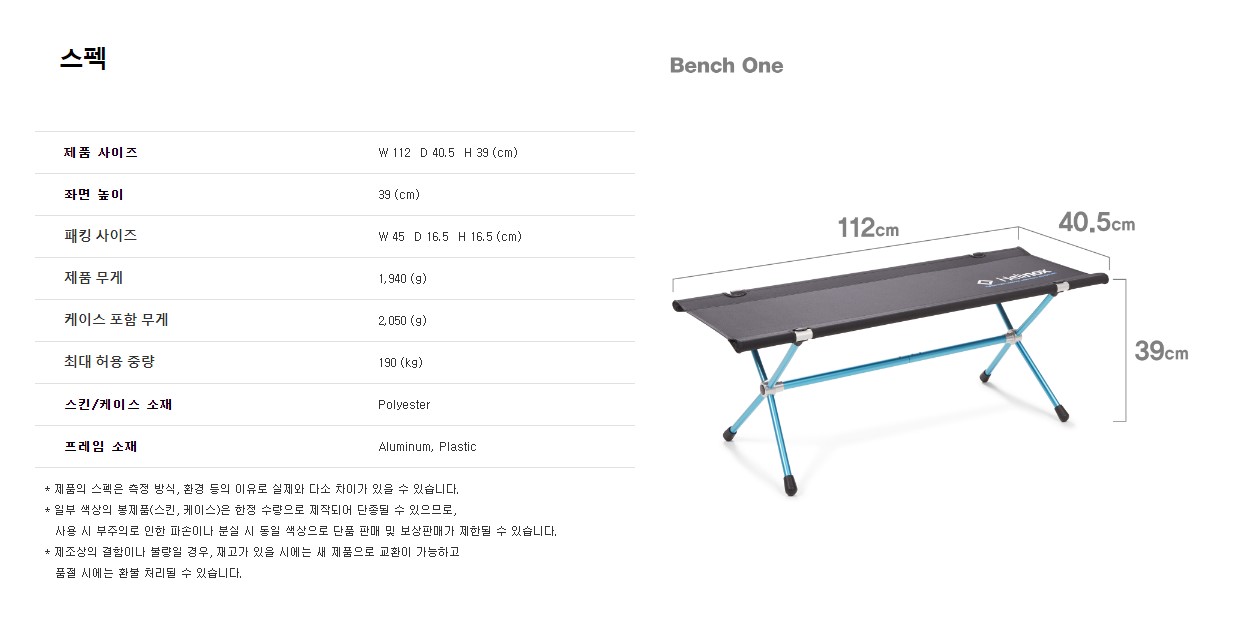 스펙
제품 사이즈 W 112 D 40.5 H 39 (cm)
좌면 높이 39 (cm)
패킹 사이즈 W 45 D 16.5 H 16.5 (cm)
제품 무게 1,940 (g)
케이스 포함 무게 2,050 (g)
최대 허용 중량 190 (kg)
스킨/케이스 소재 Polyester
프레임 소재 Aluminum, Plastic
* 제품의 스펙은 측정 방식, 환경 등의 이유로 실제와 다소 차이가 있을 수 있습니다.
* 일부 색상의 봉제품(스킨, 케이스)은 한정 수량으로 제작되어 단종될 수 있으므로,
사용 시 부주의로 인한 파손이나 분실 시 동일 색상으로 단품 판매 및 보상판매가 제한될 수 있습니다.
* 제조상의 결함이나 불량일 경우, 재고가 있을 시에는 새 제품으로 교환이 가능하고
품절 시에는 환불 처리될 수 있습니다.
Bench One
112cm
40.5cm
Helinox
39cm